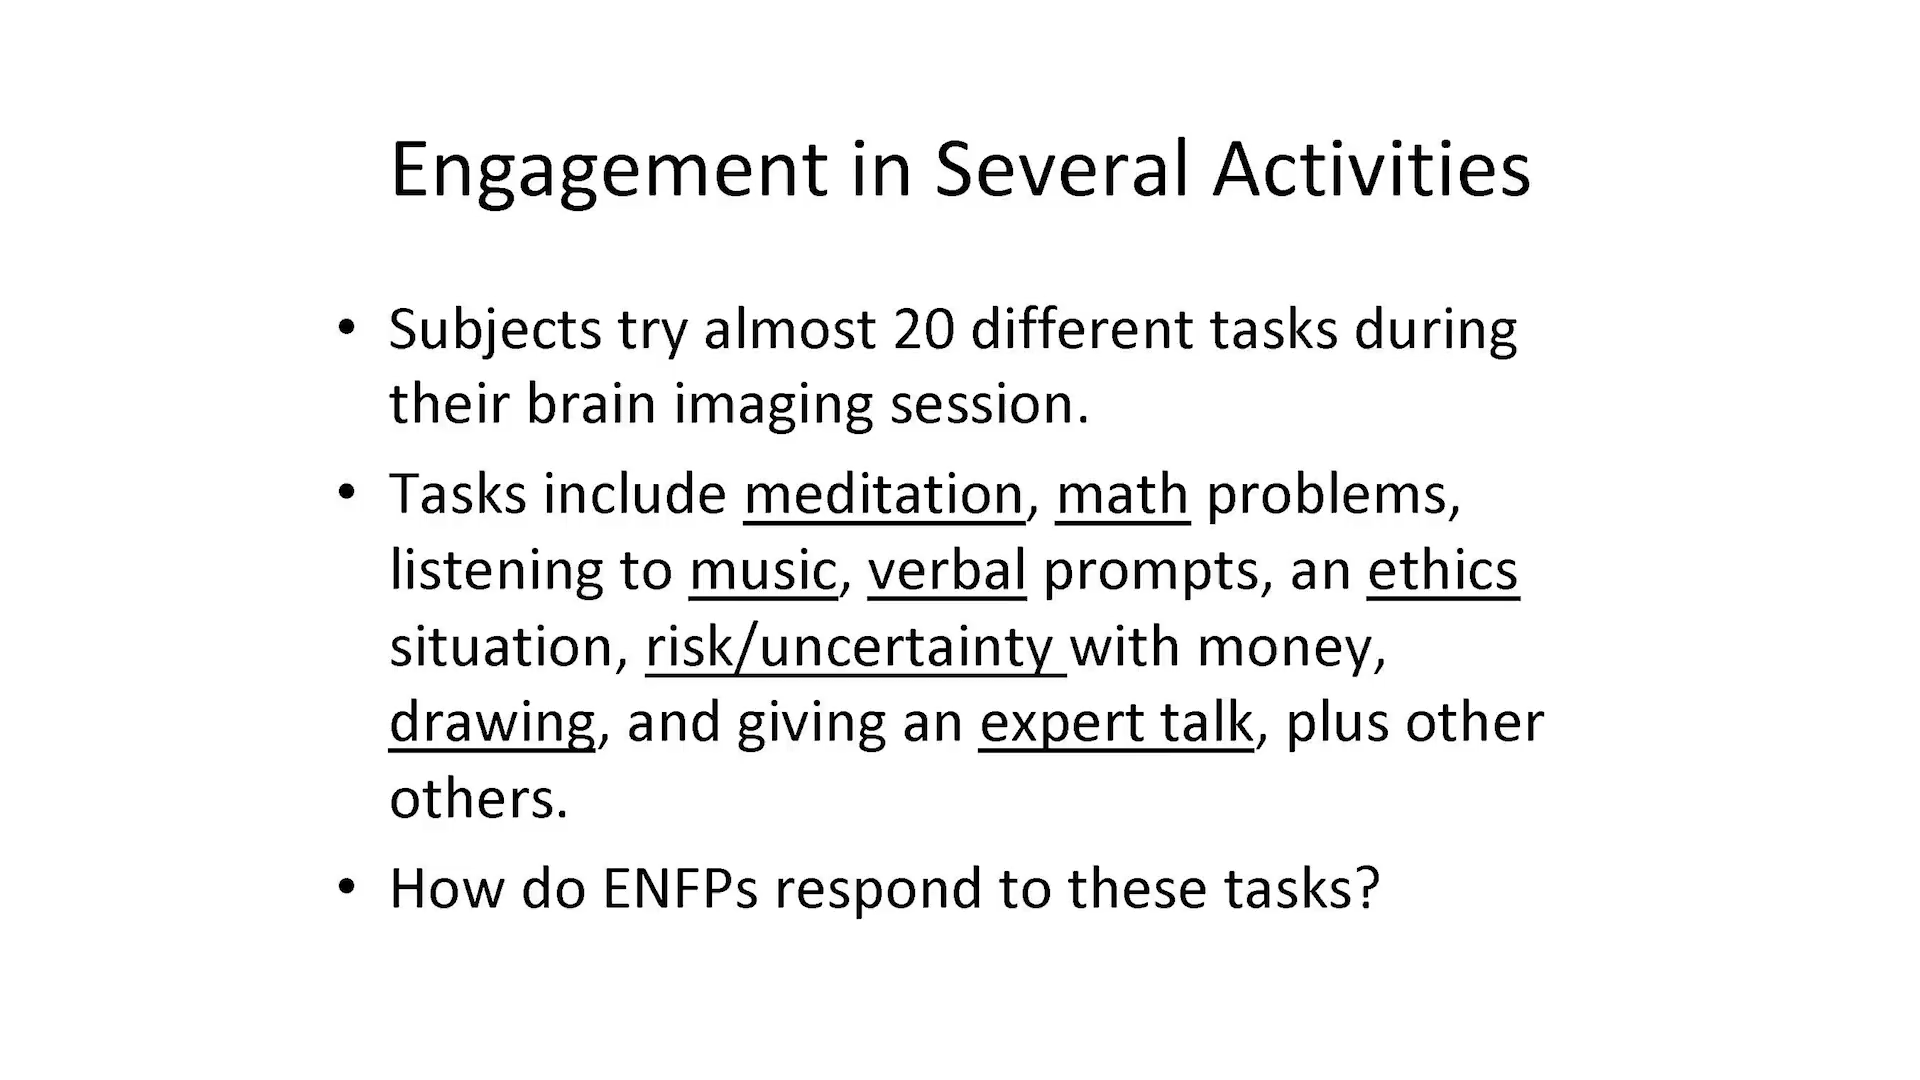 Engagement in Several Activities
• Subjects try almost 20 different tasks during
their brain imaging session.
• Tasks include meditation, math problems,
listening to music, verbal prompts, an ethics
situation, risk/uncertainty with money,
drawing, and giving an expert talk, plus other
others.
• How do ENFPs respond to these tasks?